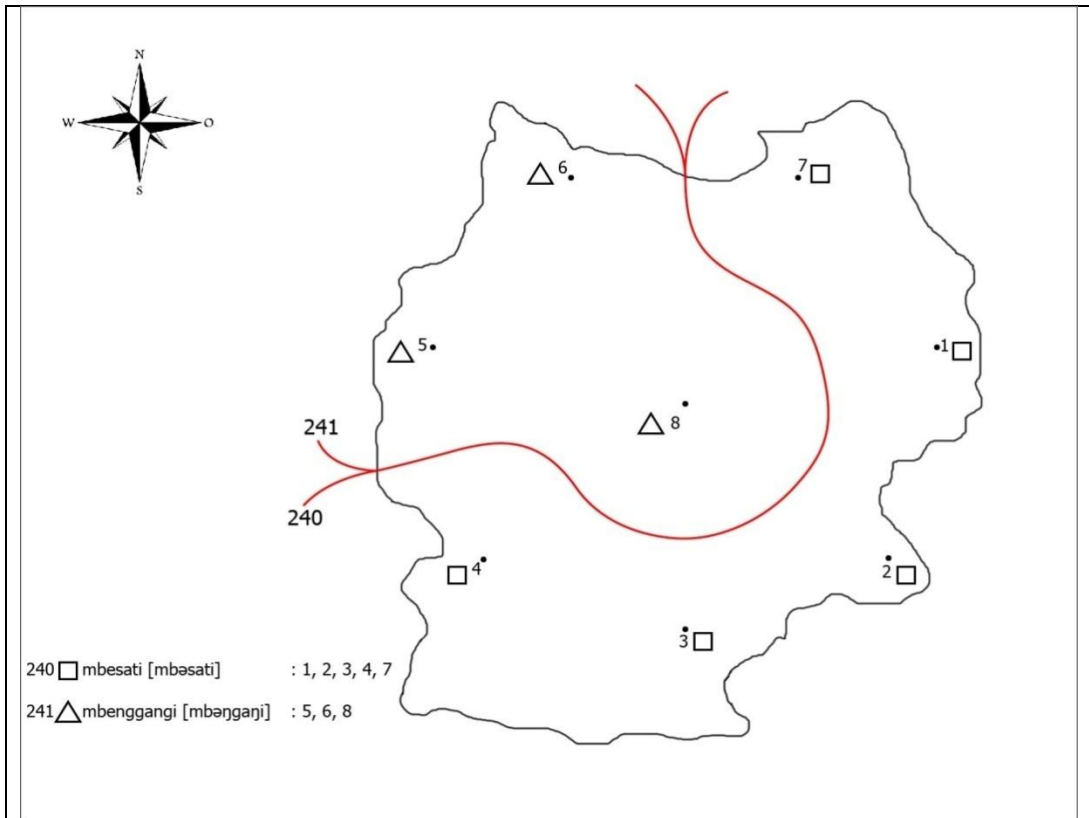 N
W O
S
6
7
5
1
8
241
240
4
2
3
240 mbesati [mbəsati] : 1, 2, 3, 4, 7
241 mbenggangi [mbəŋgaŋi] : 5, 6, 8